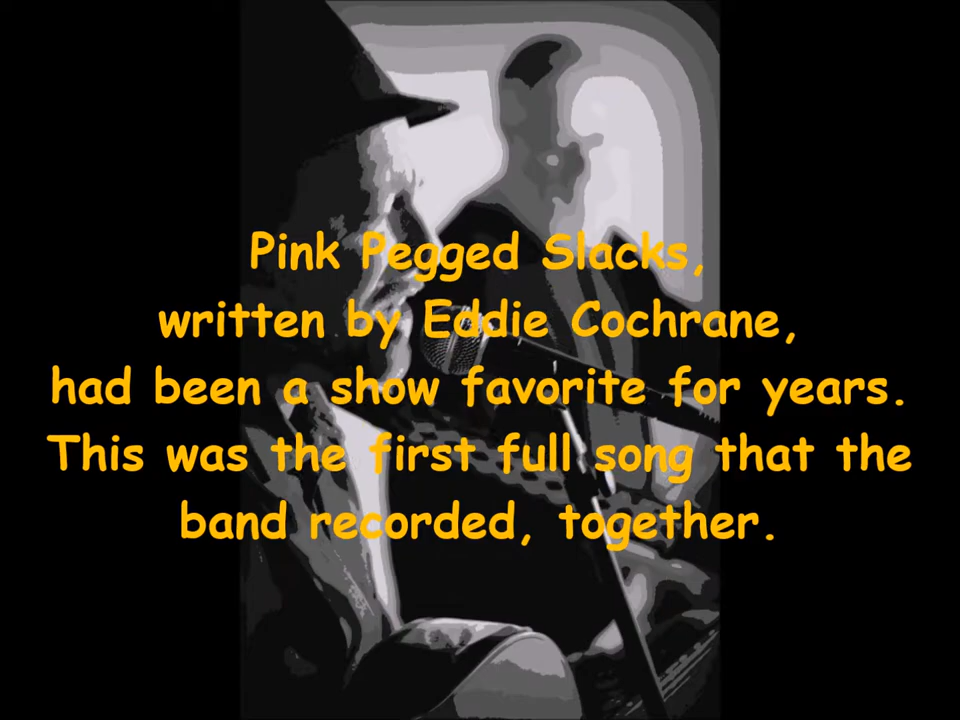 Pink Pegged Slacks,
written by Eddie Cochrane,
had been a show favorite for years.
This was the first full song that the
band recorded, together.